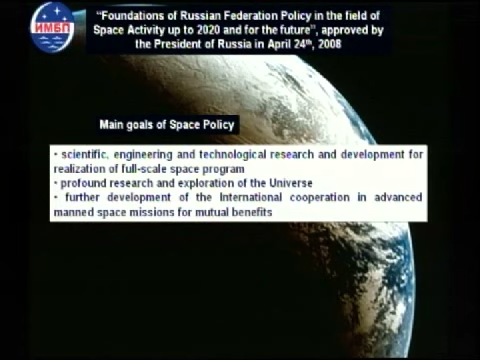 ИМБП
"Foundations of Russian Federation Policy in the field of
Space Activity up to 2020 and for the future", approved by
the President of Russia in April 24th, 2008
Main goals of Space Policy
• scientific, engineering and technological research and development for
realization of full-scale space program
• profound research and exploration of the Universe
• further development of the International cooperation in advanced
manned space missions for mutual benefits